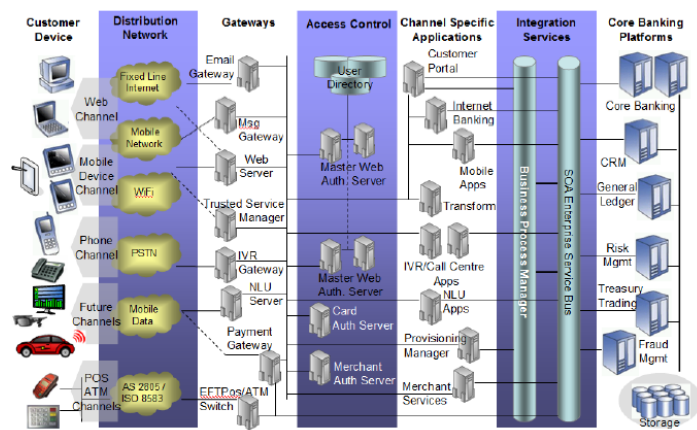 Customer
Device
Distribution
Network
Gateways
Access Control
Channel Specific
Applications
Integration
Services
Core Banking
Platforms
Web
Channel
Mobile
Device
Channel
Phone
Channel
Future
Channels
POS
ATM
Channels
Fixed Line
Internet
Mobile
Network
WiFi
PSTN
Mobile
Data
AS 2805 /
ISO 8583
Email
Gateway
Msg
Gateway
Web
Server
Trusted Service
Manager
IVR
Gateway
NLU
Server
Payment
Gateway
EFTPos/ATM
Switch
User
Directory
Master Web
Auth. Server
Master Web
Auth. Server
Card
Auth Server
Merchant
Auth Server
Customer
Portal
Internet
Banking
Mobile
Apps
Transform
IVR/Call Centre
Apps
NLU
Apps
Provisioning
Manager
Merchant
Services
Business Process Manager
SOA Enterprise Service Bus
Core Banking
CRM
General
Ledger
Risk
Mgmt
Treasury
Trading
Fraud
Mgmt
Storage